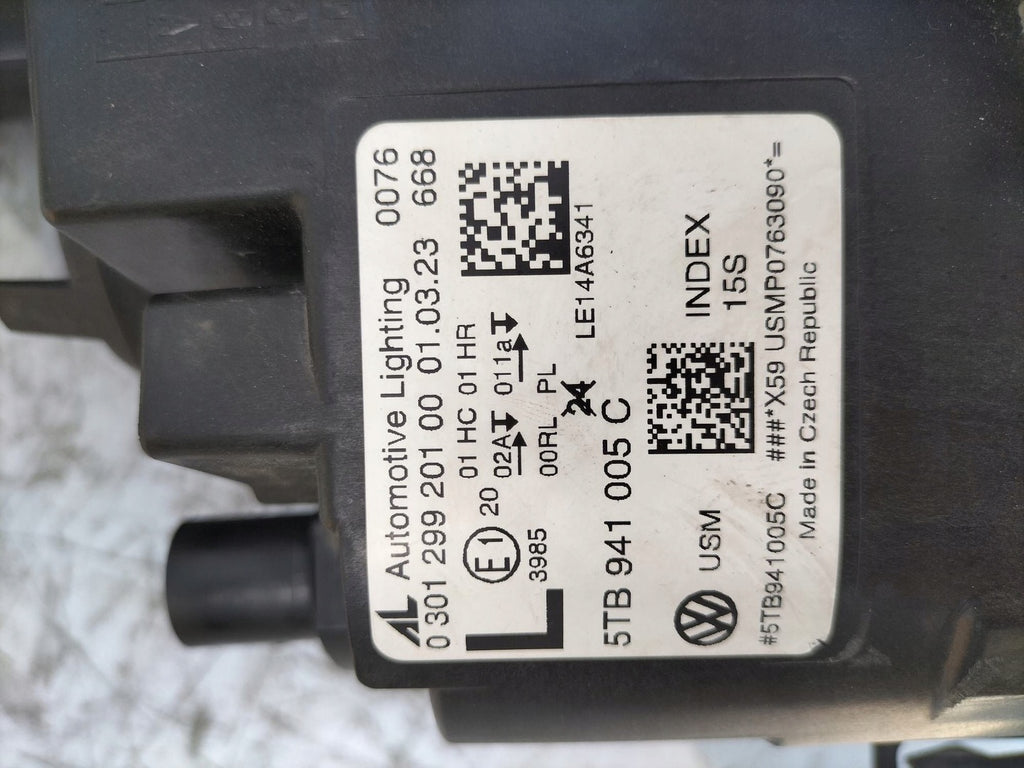 AL Automotive Lighting 0076
0 301 299 201 00 01.03.23 668
L E1 20 01 HC 01 HR
02A 011a
3985 00RL PL
24
LE14A6341
5TB 941 005 C
USM INDEX
15S
#5TB941005C ###*X59 USMP0763090*=
Made in Czech Republic